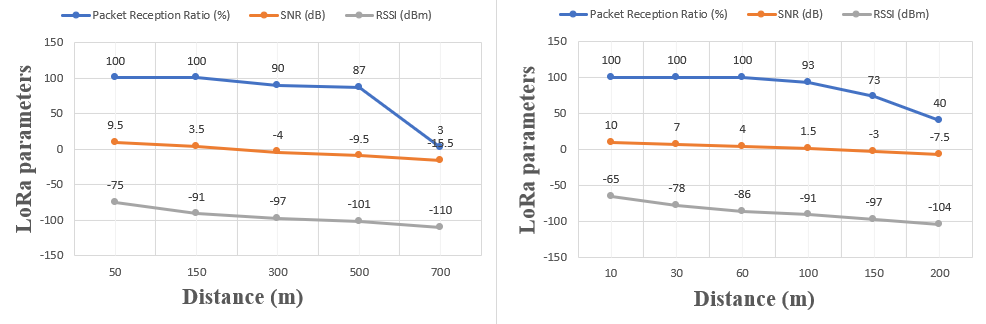 Packet Reception Ratio (%) SNR (dB) RSSI (dBm)
150
100
50
0
-50
-100
-150
LoRa parameters
100 100 90 87 3
9.5 3.5 -4 -9.5 -15.5
-75 -91 -97 -101 -110
50 150 300 500 700
Distance (m)
Packet Reception Ratio (%) SNR (dB) RSSI (dBm)
150
100
50
0
-50
-100
-150
LoRa parameters
100 100 100 93 73 40
10 7 4 1.5 -3 -7.5
-65 -78 -86 -91 -97 -104
10 30 60 100 150 200
Distance (m)